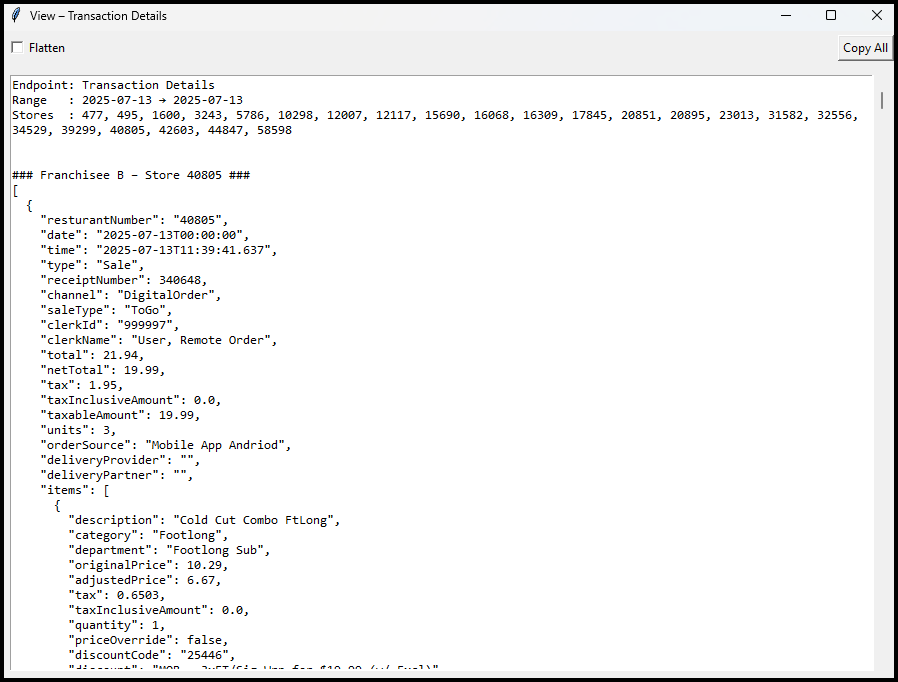 View – Transaction Details
Flatten
Copy All
Endpoint: Transaction Details
Range   : 2025-07-13 → 2025-07-13
Stores  : 477, 495, 1600, 3243, 5786, 10298, 12007, 12117, 15690, 16068, 16309, 17845, 20851, 20895, 23013, 31582, 32556,
34529, 39299, 40805, 42603, 44847, 58598
### Franchisee B – Store 40805 ###
[
  {
    "resturantNumber": "40805",
    "date": "2025-07-13T00:00:00",
    "time": "2025-07-13T11:39:41.637",
    "type": "Sale",
    "receiptNumber": 340648,
    "channel": "DigitalOrder",
    "saleType": "ToGo",
    "clerkId": "999997",
    "clerkName": "User, Remote Order",
    "total": 21.94,
    "netTotal": 19.99,
    "tax": 1.95,
    "taxInclusiveAmount": 0.0,
    "taxableAmount": 19.99,
    "units": 3,
    "orderSource": "Mobile App Andriod",
    "deliveryProvider": "",
    "deliveryPartner": "",
    "items": [
      {
        "description": "Cold Cut Combo FtLong",
        "category": "Footlong",
        "department": "Footlong Sub",
        "originalPrice": 10.29,
        "adjustedPrice": 6.67,
        "tax": 0.6503,
        "taxInclusiveAmount": 0.0,
        "quantity": 1,
        "priceOverride": false,
        "discountCode": "25446",
        "discount": "MOB